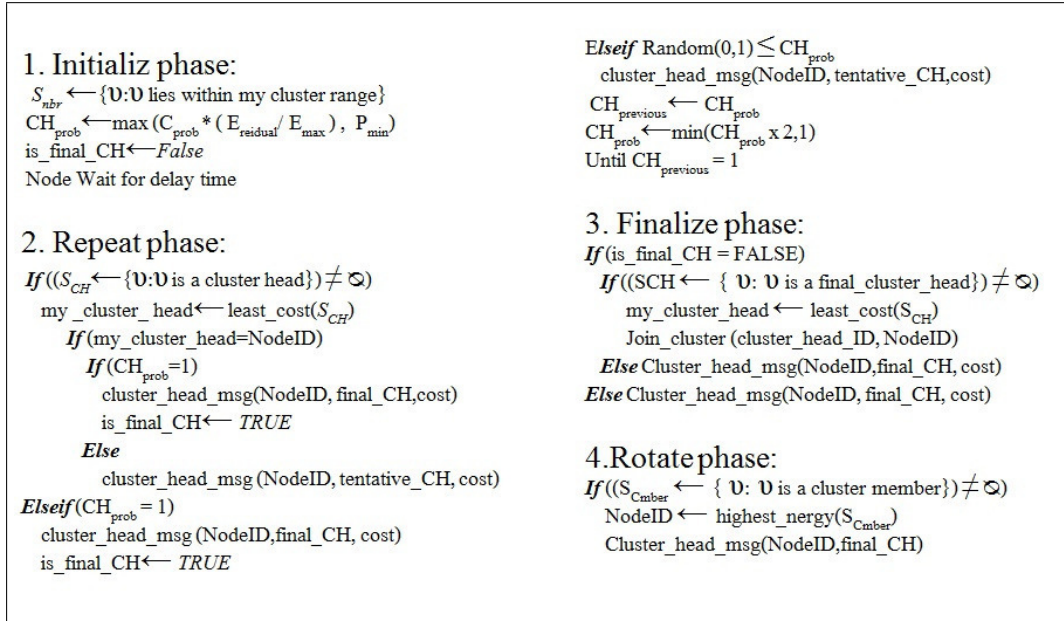 1. Initializ phase:
S_nbr ← {υ:υ lies within my cluster range}
CH_prob ← max (C_prob * ( E_reidual / E_max ) , P_min)
is_final_CH ← False
Node Wait for delay time
2. Repeat phase:
If ((S_CH ← {υ:υ is a cluster head}) ≠ ∅)
my _cluster_ head ← least_cost(S_CH)
If (my_cluster_head=NodeID)
If (CH_prob=1)
cluster_head_msg(NodeID, final_CH,cost)
is_final_CH ← TRUE
Else
cluster_head_msg (NodeID, tentative_CH, cost)
Elseif (CH_prob = 1)
cluster_head_msg (NodeID,final_CH, cost)
is_final_CH ← TRUE
Elseif Random(0,1) ≤ CH_prob
cluster_head_msg(NodeID, tentative_CH,cost)
CH_previous ← CH_prob
CH_prob ← min(CH_prob x 2,1)
Until CH_previous = 1
3. Finalize phase:
If (is_final_CH = FALSE)
If ((SCH ← { υ: υ is a final_cluster_head}) ≠ ∅)
my_cluster_head ← least_cost(S_CH)
Join_cluster (cluster_head_ID, NodeID)
Else Cluster_head_msg(NodeID,final_CH, cost)
Else Cluster_head_msg(NodeID, final_CH, cost)
4.Rotate phase:
If ((S_Cmber ← { υ: υ is a cluster member}) ≠ ∅)
NodeID ← highest_nergy(S_Cmber)
Cluster_head_msg(NodeID,final_CH)